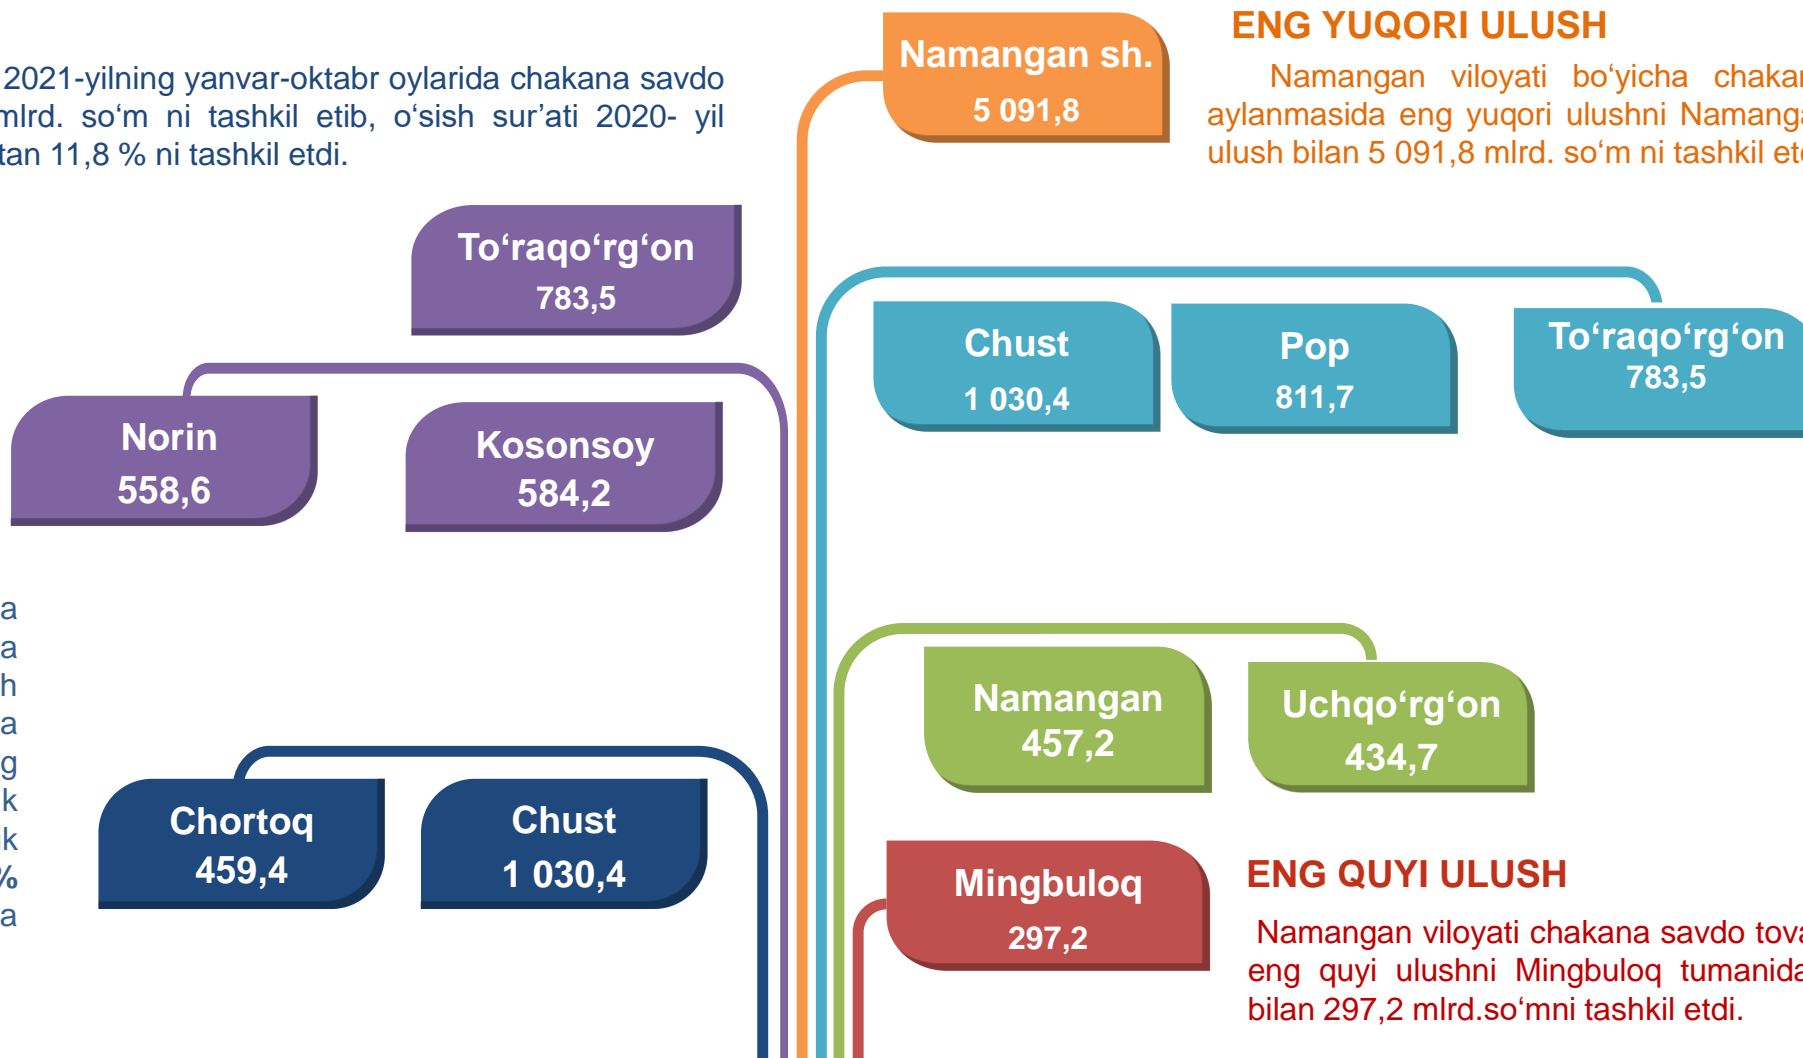 2021-yilning yanvar-oktabr oylarida chakana savdo
mlrd. so‘m ni tashkil etib, o‘sish sur’ati 2020- yil
tan 11,8 % ni tashkil etdi.
Namangan sh.
5 091,8
ENG YUQORI ULUSH
Namangan viloyati bo‘yicha chakan
aylanmasida eng yuqori ulushni Namanga
ulush bilan 5 091,8 mlrd. so‘m ni tashkil etd
To‘raqo‘rg‘on
783,5
Chust
1 030,4
Pop
811,7
To‘raqo‘rg‘on
783,5
Norin
558,6
Kosonsoy
584,2
a
a
h
a
g
k
ik
%
a
Namangan
457,2
Uchqo‘rg‘on
434,7
Chortoq
459,4
Chust
1 030,4
Mingbuloq
297,2
ENG QUYI ULUSH
Namangan viloyati chakana savdo tova
eng quyi ulushni Mingbuloq tumanida
bilan 297,2 mlrd.so‘mni tashkil etdi.